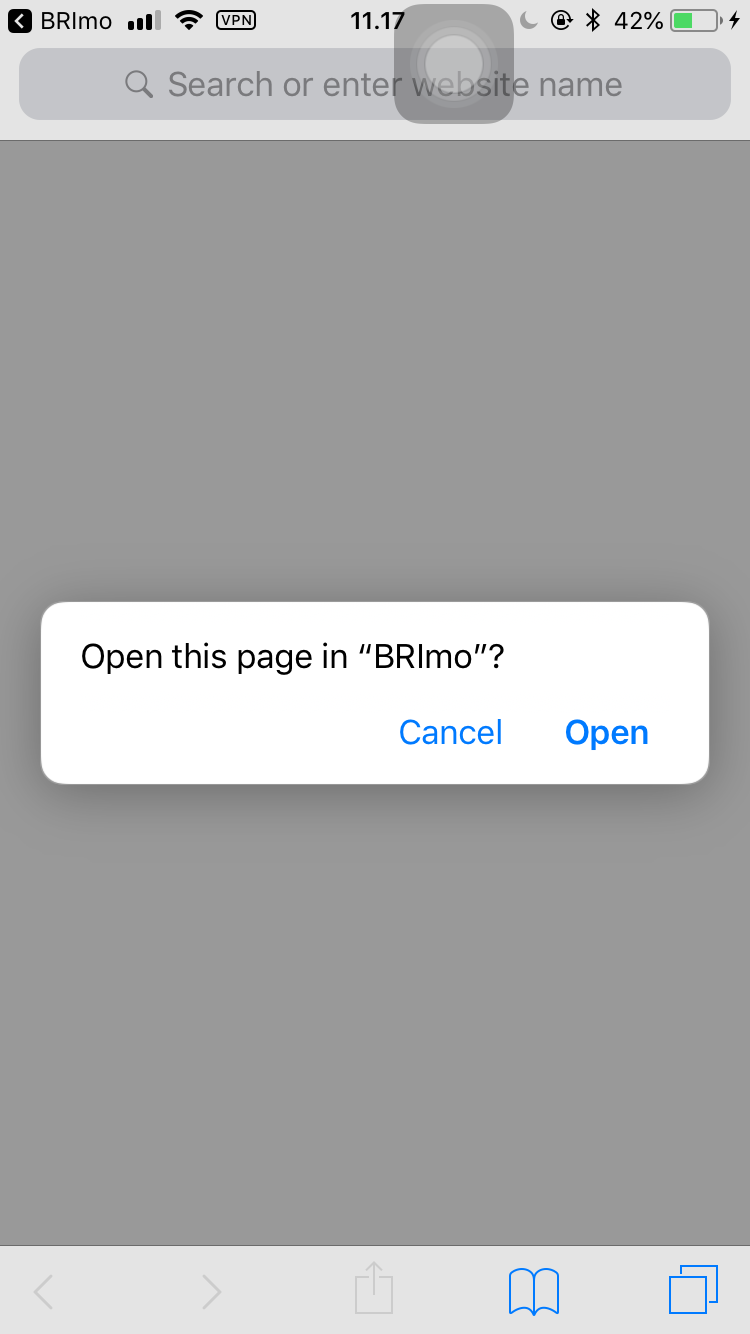 BRImo VPN 11.17 42%
Search or enter website name
Open this page in “BRImo”?
Cancel Open